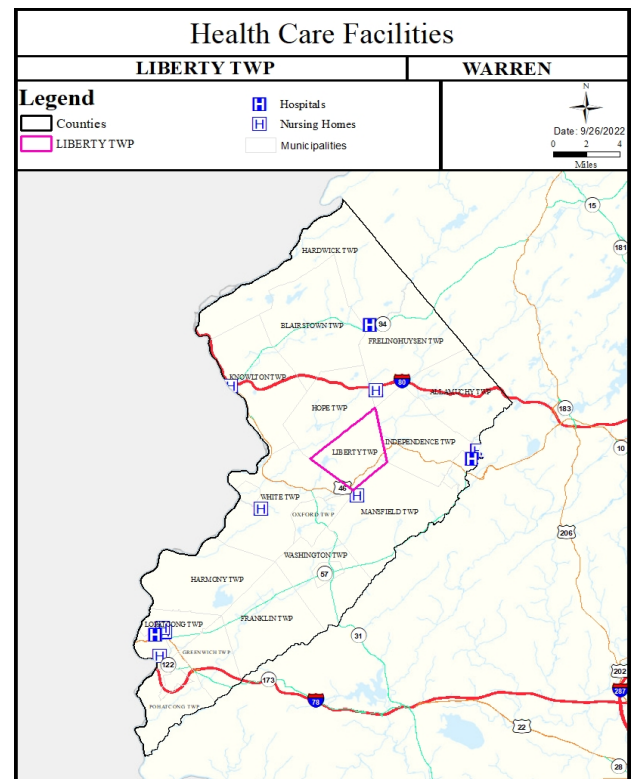 Health Care Facilities
LIBERTY TWP
WARREN
Legend
Counties
LIBERTY TWP
H Hospitals
H Nursing Homes
Municipalities
N
Date: 9/26/2022
0 2 4
Miles
15
181
HARDWICK TWP
BLAIRSTOWN TWP
H
94
FRELINGHUYSEN TWP
KNOWLTON TWP
H
H
80
ALLAMUCHY TWP
HOPE TWP
183
INDEPENDENCE TWP
10
LIBERTY TWP
H
46
H
WHITE TWP
H
OXFORD TWP
MANSFIELD TWP
206
WASHINGTON TWP
57
HARMONY TWP
FRANKLIN TWP
LOPATCONG TWP
H
31
GREENWICH TWP
H
122
173
202
287
78
POHATCONG TWP
22
28